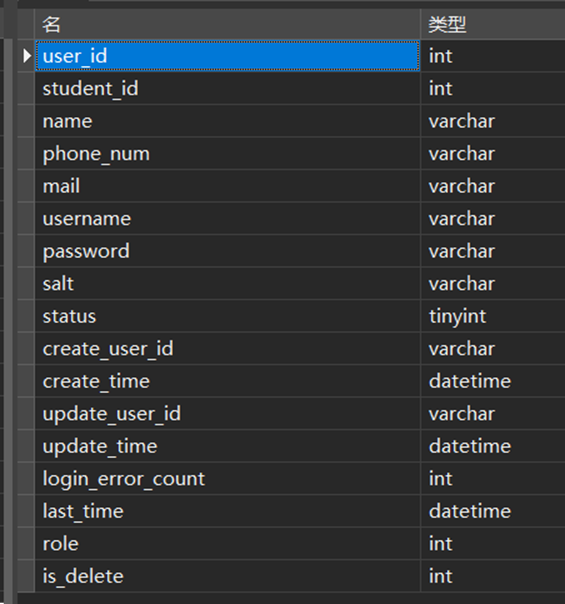 名 类型
user_id int
student_id int
name varchar
phone_num varchar
mail varchar
username varchar
password varchar
salt varchar
status tinyint
create_user_id varchar
create_time datetime
update_user_id varchar
update_time datetime
login_error_count int
last_time datetime
role int
is_delete int